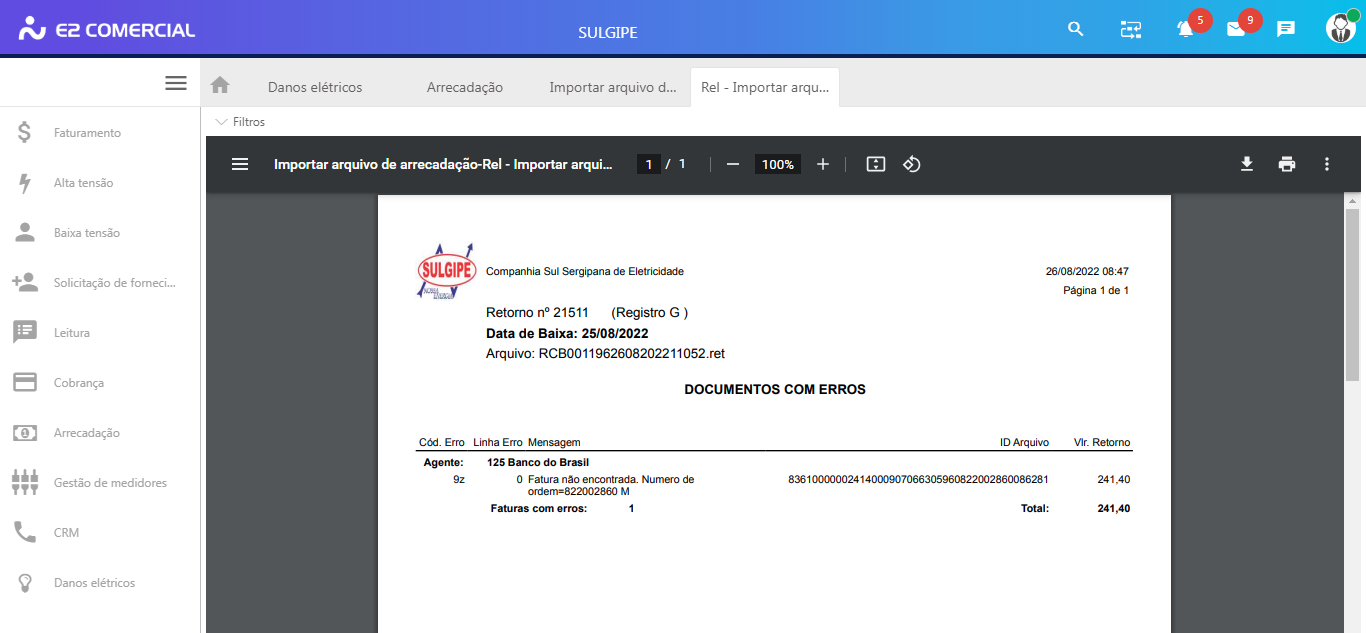 E2 COMERCIAL
SULGIPE
5
9
Danos elétricos
Arrecadação
Importar arquivo d...
Rel - Importar arqu...
Filtros
Faturamento
Alta tensão
Baixa tensão
Solicitação de forneci...
Leitura
Cobrança
Arrecadação
Gestão de medidores
CRM
Danos elétricos
Importar arquivo de arrecadação-Rel - Importar arqui...
1 / 1
100%
SULGIPE
Companhia Sul Sergipana de Eletricidade
26/08/2022 08:47
Página 1 de 1
Retorno nº 21511 (Registro G )
Data de Baixa: 25/08/2022
Arquivo: RCB0011962608202211052.ret
DOCUMENTOS COM ERROS
Cód. Erro Linha Erro Mensagem ID Arquivo Vlr. Retorno
Agente: 125 Banco do Brasil
9z 0 Fatura não encontrada. Numero de 83610000002414000907066305960822002860086281 241,40
ordem=822002860 M
Faturas com erros: 1 Total: 241,40